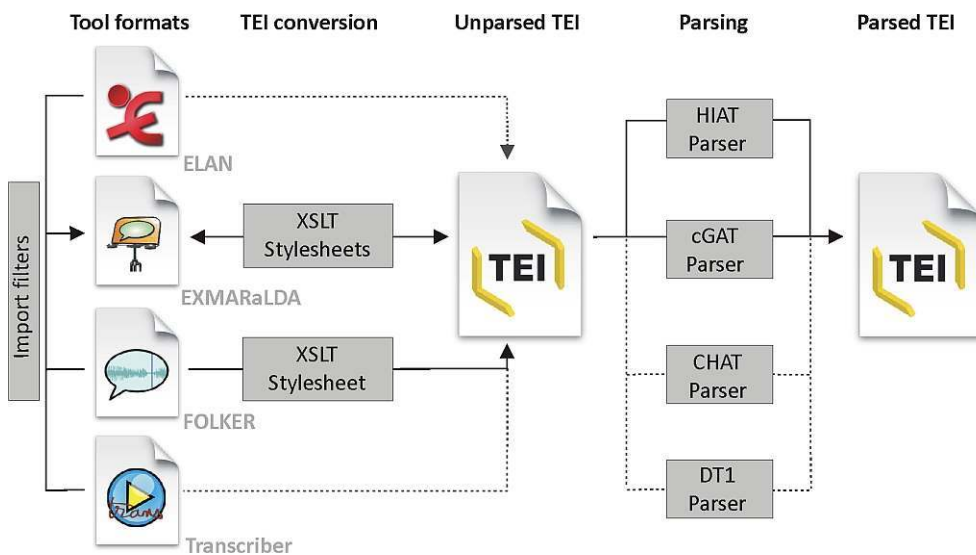 Tool formats
TEI conversion
Unparsed TEI
Parsing
Parsed TEI
Import filters
ELAN
EXMARaLDA
FOLKER
trans
Transcriber
XSLT
Stylesheets
XSLT
Stylesheet
TEI
HIAT
Parser
cGAT
Parser
CHAT
Parser
DT1
Parser
TEI